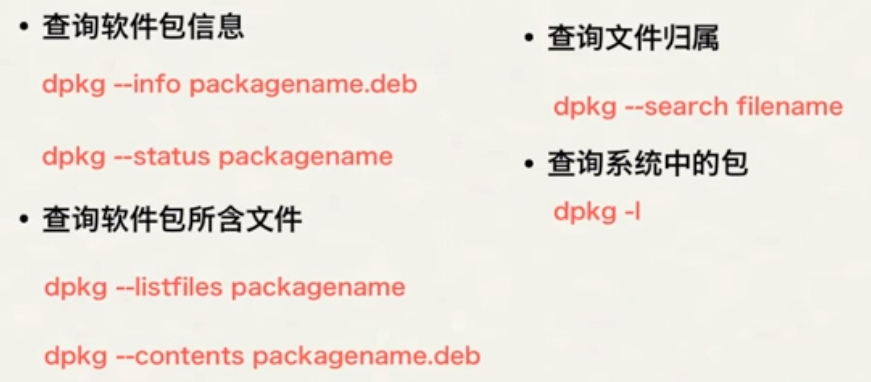 • 查询软件包信息
dpkg --info packagename.deb
dpkg --status packagename
• 查询软件包所含文件
dpkg --listfiles packagename
dpkg --contents packagename.deb
• 查询文件归属
dpkg --search filename
• 查询系统中的包
dpkg -l